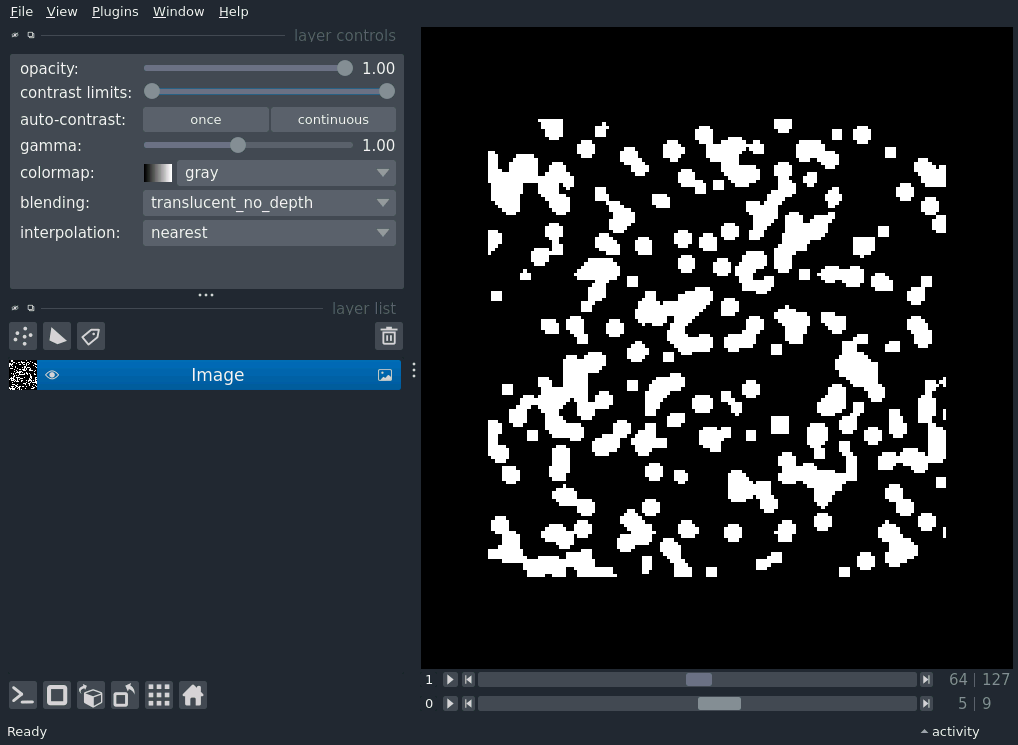 File View Plugins Window Help
layer controls
opacity: 1.00
contrast limits:
auto-contrast: once continuous
gamma: 1.00
colormap: gray
blending: translucent_no_depth
interpolation: nearest
layer list
Image
1 64 | 127
0 5 | 9
Ready activity